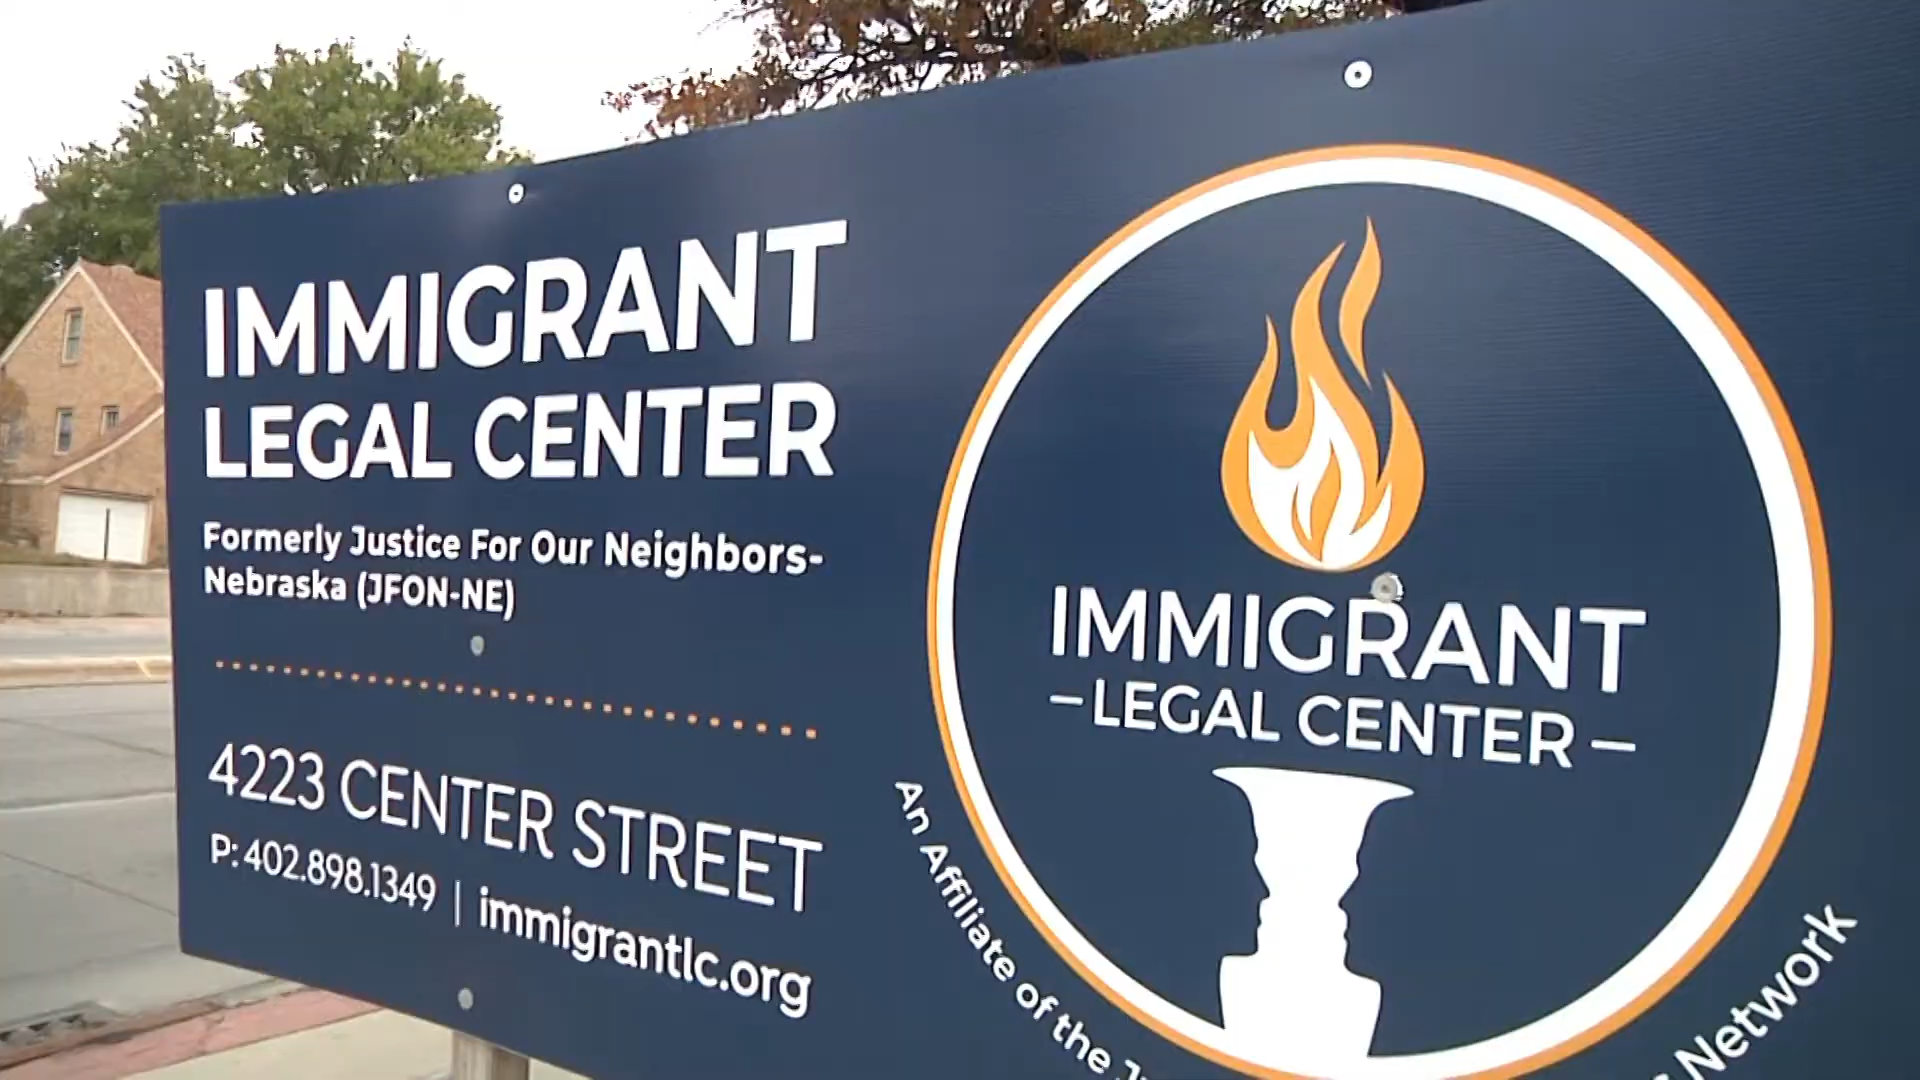 IMMIGRANT
LEGAL CENTER
Formerly Justice For Our Neighbors-
Nebraska (JFON-NE)
4223 CENTER STREET
P: 402.898.1349 | immigrantlc.org
IMMIGRANT
– LEGAL CENTER –
An Affiliate of the
Network